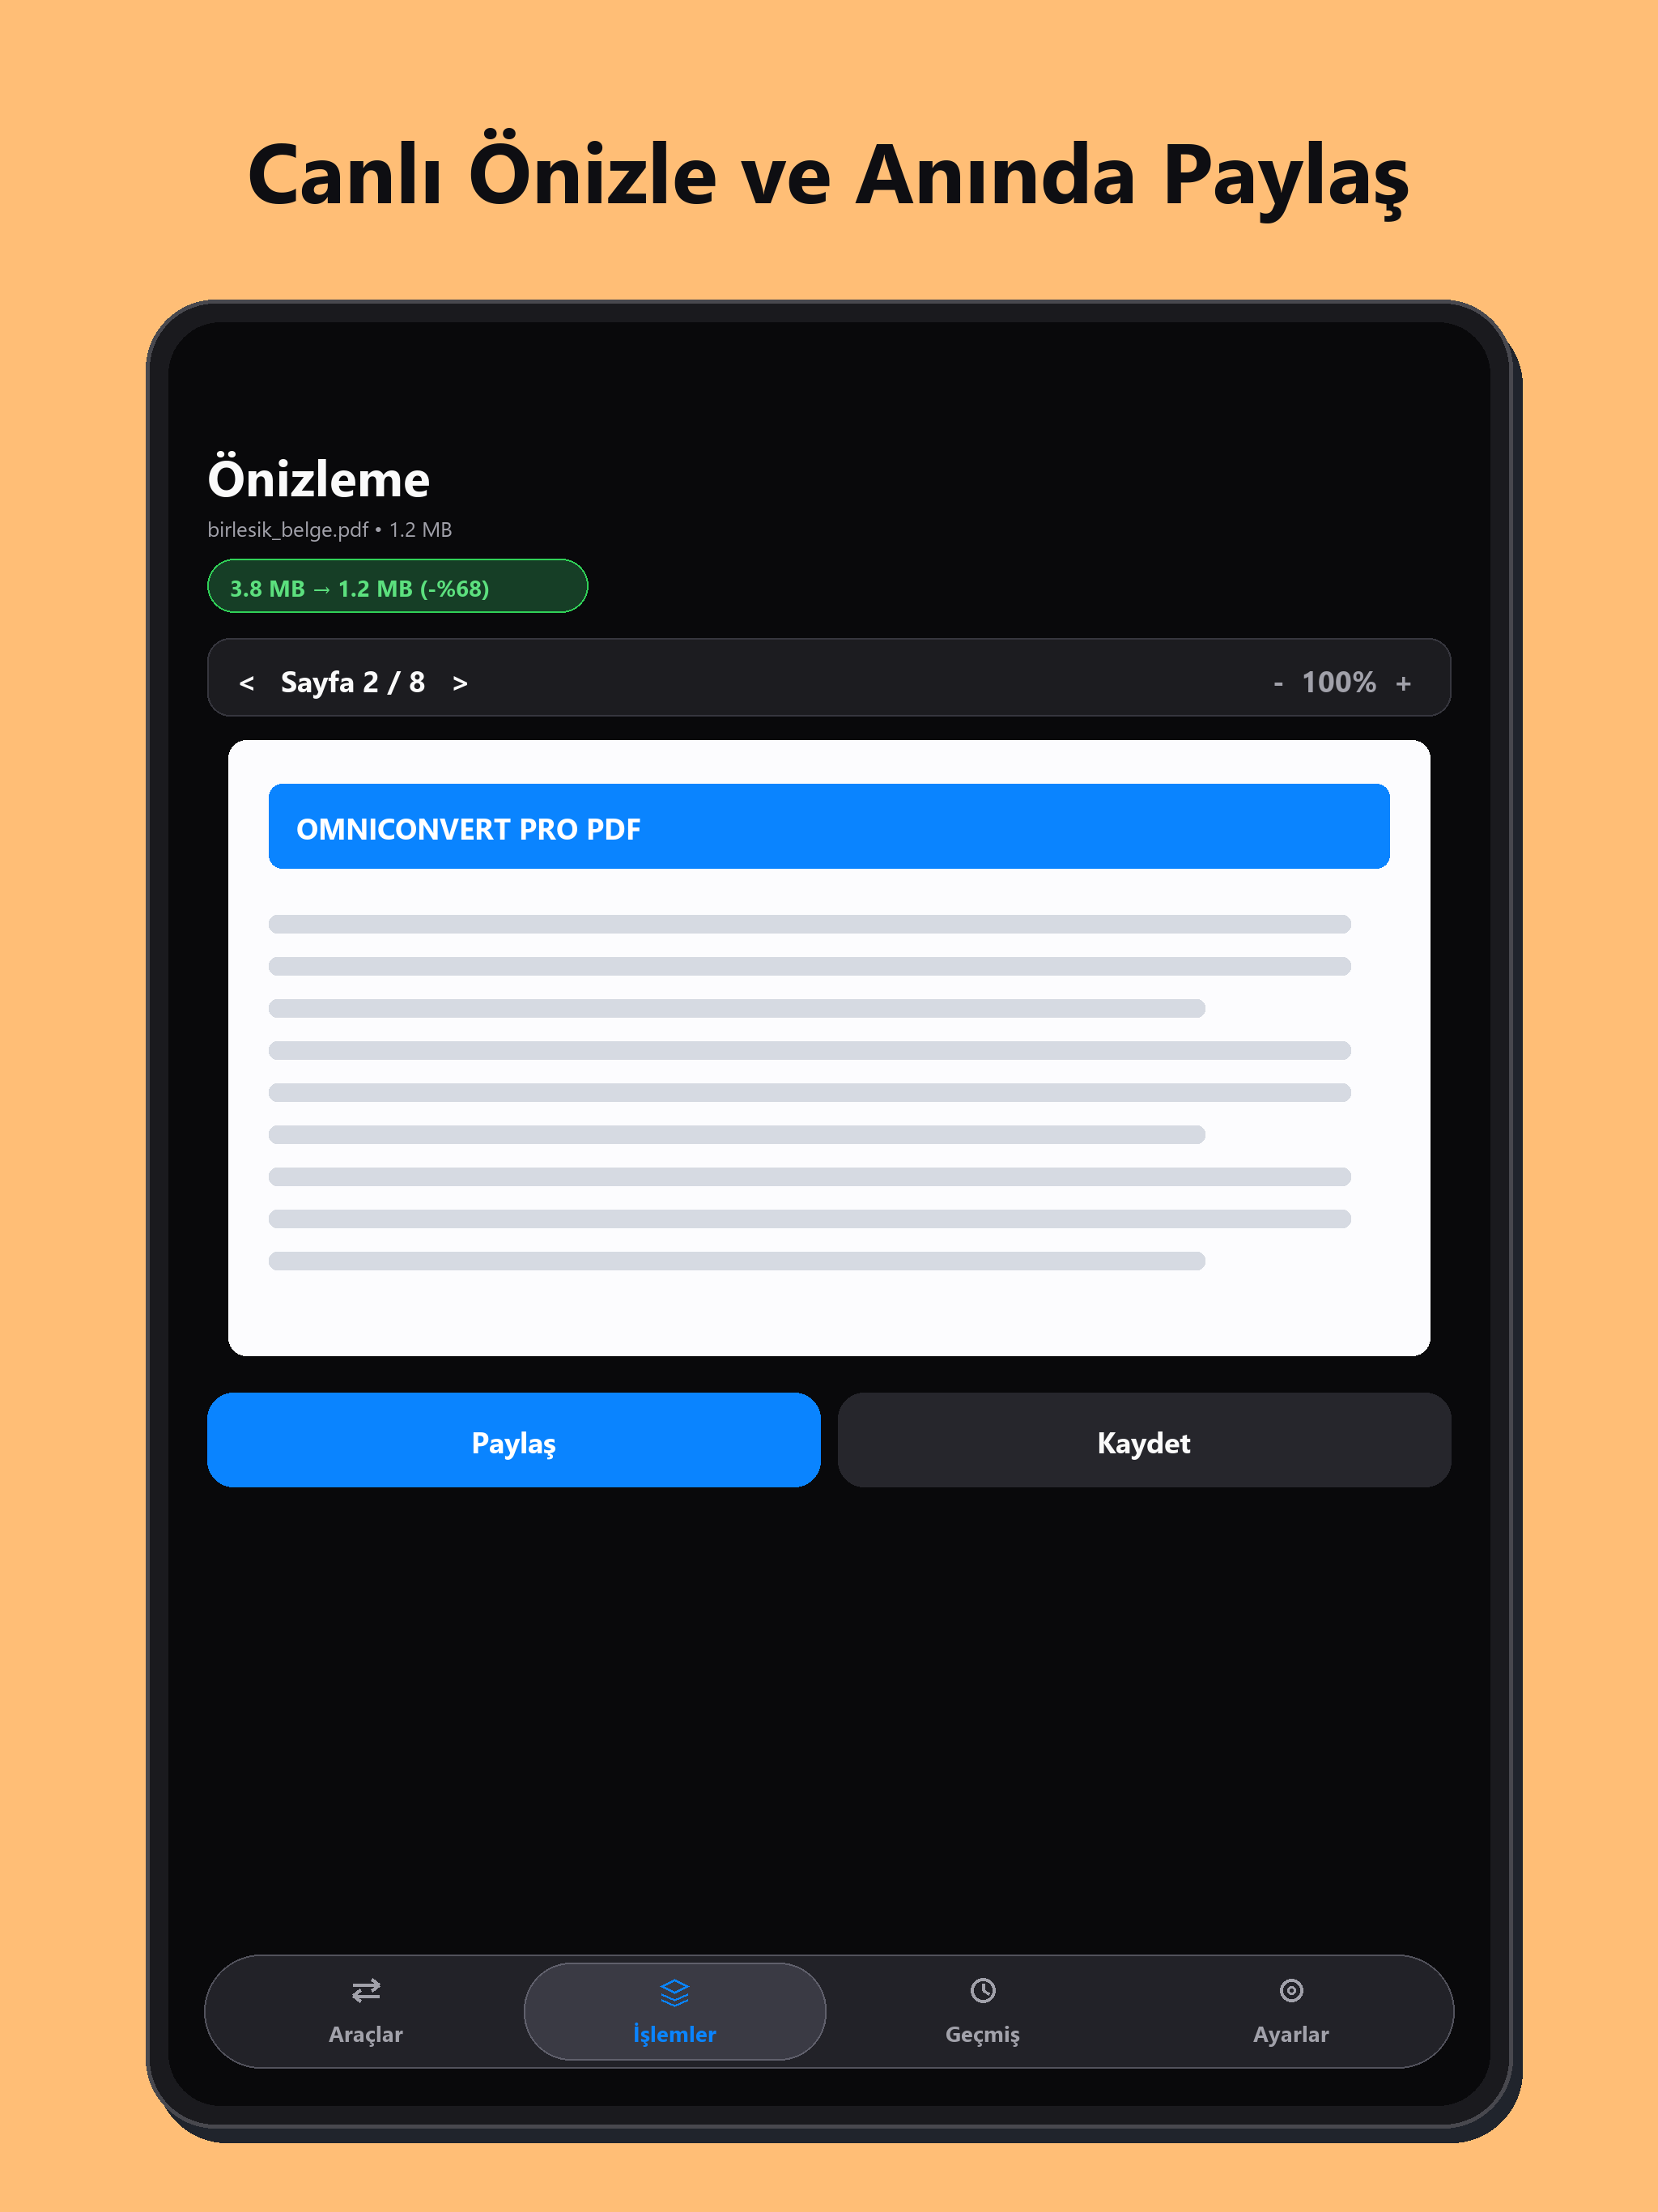 Canlı Önizle ve Anında Paylaş
Önizleme
birlesik_belge.pdf • 1.2 MB
3.8 MB → 1.2 MB (-%68)
< Sayfa 2 / 8 > - 100% +
OMNICONVERT PRO PDF
Paylaş Kaydet
Araçlar İşlemler Geçmiş Ayarlar